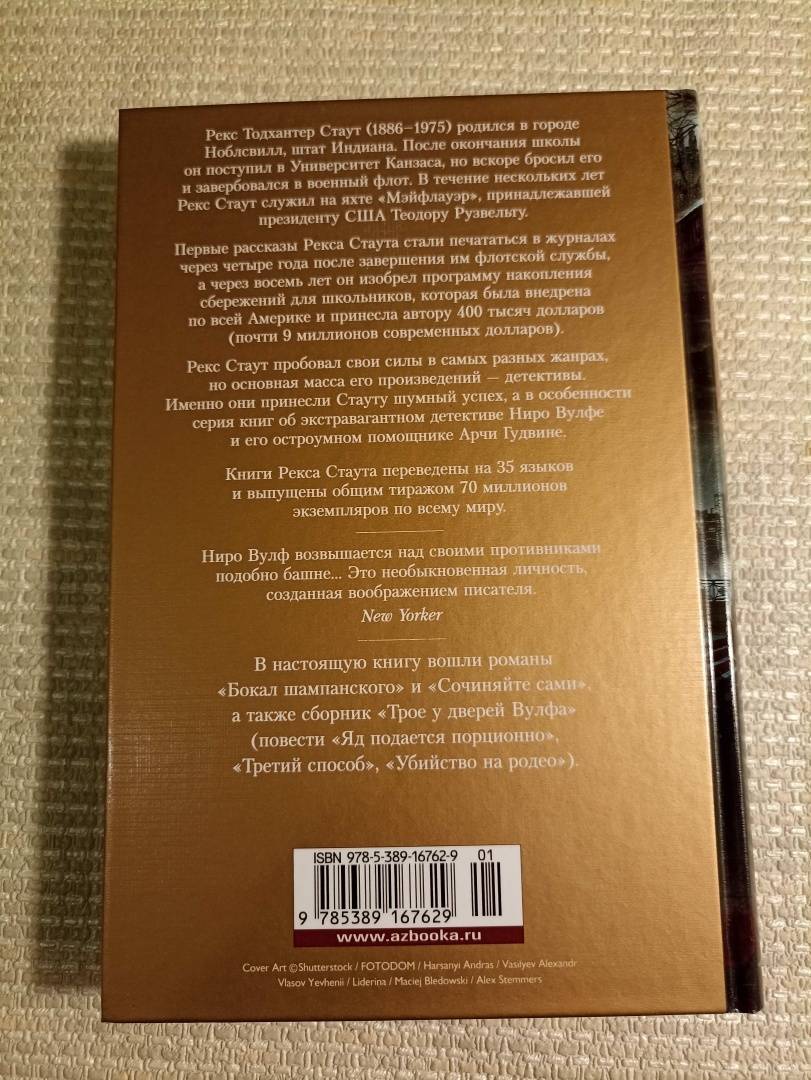 Рекс Тодхантер Стаут (1886–1975) родился в городе
Ноблсвилл, штат Индиана. После окончания школы
он поступил в Университет Канзаса, но вскоре бросил его
и завербовался в военный флот. В течение нескольких лет
Рекс Стаут служил на яхте «Мэйфлауэр», принадлежавшей
президенту США Теодору Рузвельту.
Первые рассказы Рекса Стаута стали печататься в журналах
через четыре года после завершения им флотской службы,
а через восемь лет он изобрел программу накопления
сбережений для школьников, которая была внедрена
по всей Америке и принесла автору 400 тысяч долларов
(почти 9 миллионов современных долларов).
Рекс Стаут пробовал свои силы в самых разных жанрах,
но основная масса его произведений — детективы.
Именно они принесли Стауту шумный успех, а в особенности
серия книг об экстравагантном детективе Ниро Вулфе
и его остроумном помощнике Арчи Гудвине.
Книги Рекса Стаута переведены на 35 языков
и выпущены общим тиражом 70 миллионов
экземпляров по всему миру.
Ниро Вулф возвышается над своими противниками
подобно башне... Это необыкновенная личность,
созданная воображением писателя.
New Yorker
В настоящую книгу вошли романы
«Бокал шампанского» и «Сочиняйте сами»,
а также сборник «Трое у дверей Вулфа»
(повести «Яд подается порционно»,
«Третий способ», «Убийство на родео»).
ISBN 978-5-389-16762-9 01
9 785389 167629
www.azbooka.ru
Cover Art ©Shutterstock / FOTODOM / Harsanyi Andras / Vasilyev Alexandr
Vlasov Yevhenii / Liderina / Maciej Bledowski / Alex Stemmers